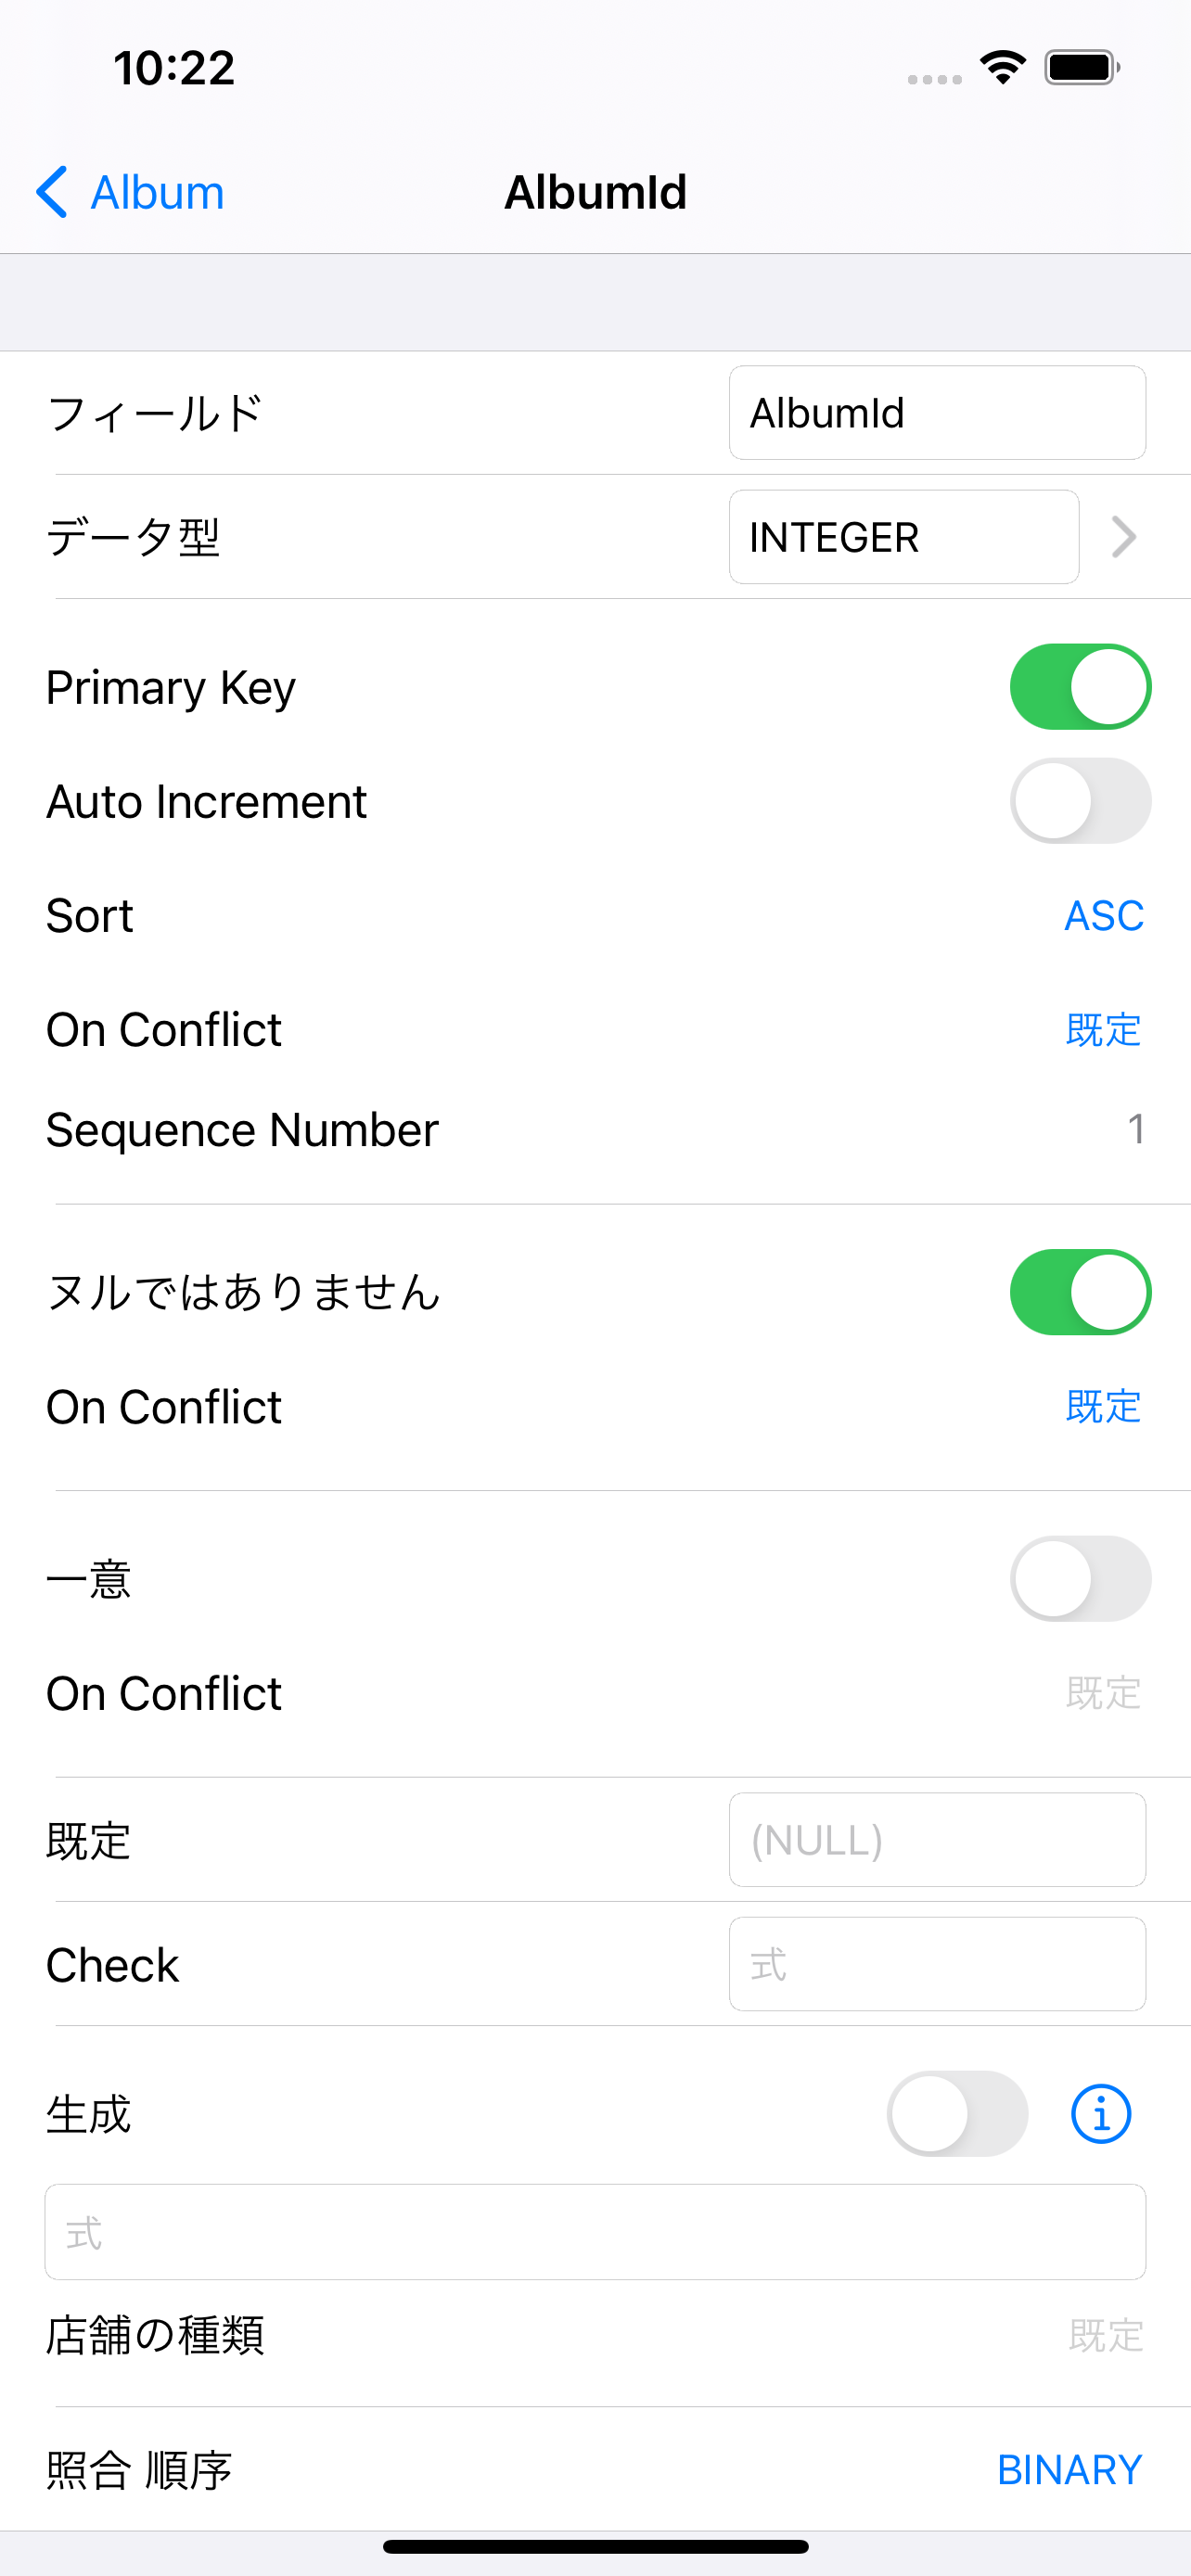 10:22
Album
AlbumId
フィールド
AlbumId
データ型
INTEGER
Primary Key
Auto Increment
Sort
ASC
On Conflict
既定
Sequence Number
1
ヌルではありません
On Conflict
既定
一意
On Conflict
既定
既定
(NULL)
Check
式
生成
式
店舗の種類
既定
照合 順序
BINARY